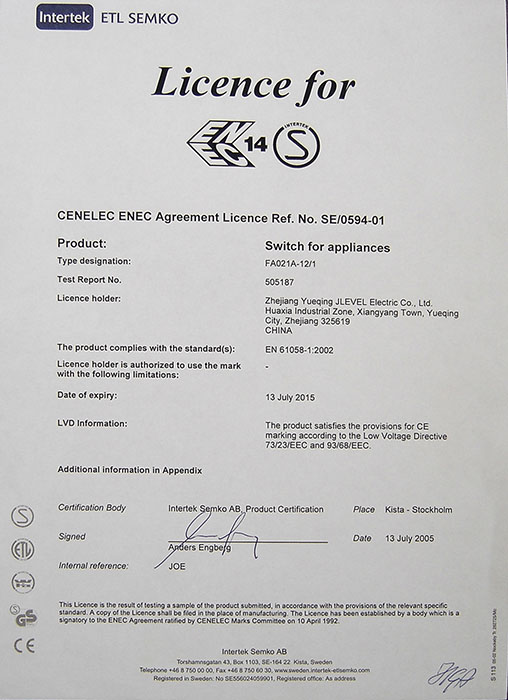 Intertek ETL SEMKO
Licence for
EN
EC 14 INTERTEK S
CENELEC ENEC Agreement Licence Ref. No. SE/0594-01
Product: Switch for appliances
Type designation: FA021A-12/1
Test Report No. 505187
Licence holder: Zhejiang Yueqing JLEVEL Electric Co., Ltd.
Huaxia Industrial Zone, Xiangyang Town, Yueqing
City, Zhejiang 325619
CHINA
The product complies with the standard(s): EN 61058-1:2002
Licence holder is authorized to use the mark -
with the following limitations:
Date of expiry: 13 July 2015
LVD Information: The product satisfies the provisions for CE
marking according to the Low Voltage Directive
73/23/EEC and 93/68/EEC.
Additional information in Appendix
Certification Body Intertek Semko AB, Product Certification Place Kista - Stockholm
Signed Anders Engberg Date 13 July 2005
Internal reference: JOE
S
ETL
GS
CE
This Licence is the result of testing a sample of the product submitted, in accordance with the provisions of the relevant specific
standard. A copy of the Licence shall be filed in the place of manufacturing. The Licence has been established by a body which is a
signatory to the ENEC Agreement ratified by CENELEC Marks Committee on 10 April 1992.
Intertek Semko AB
Torshamnsgatan 43, Box 1103, SE-164 22 Kista, Sweden
Telephone +46 8 750 00 00, Fax +46 8 750 60 30, www.sweden.intertek-etlsemko.com
Registered in Sweden: No SE556024059901, Registered office: As address